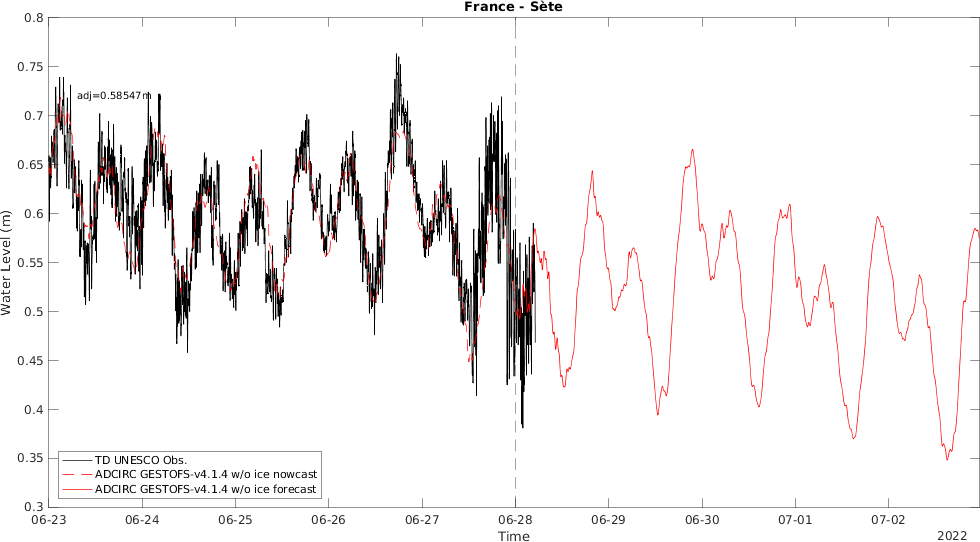 France - Sète
0.8
0.75
0.7
0.65
0.6
0.55
0.5
0.45
0.4
0.35
0.3
Water Level (m)
adj=0.58547m
TD UNESCO Obs.
ADCIRC GESTOFS-v4.1.4 w/o ice nowcast
ADCIRC GESTOFS-v4.1.4 w/o ice forecast
06-23 06-24 06-25 06-26 06-27 06-28 06-29 06-30 07-01 07-02
Time
2022